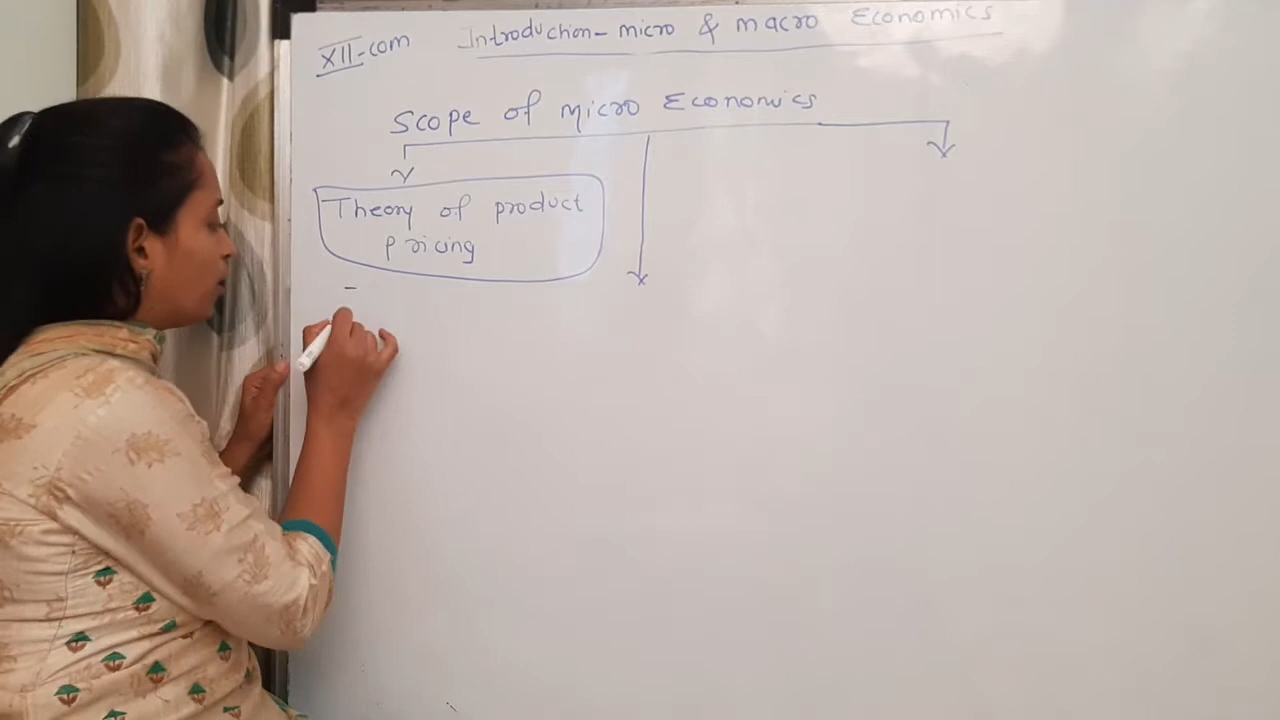 XII-com
Introduction- micro & macro Economics
Scope of micro Economics
Theory of product
pricing
-